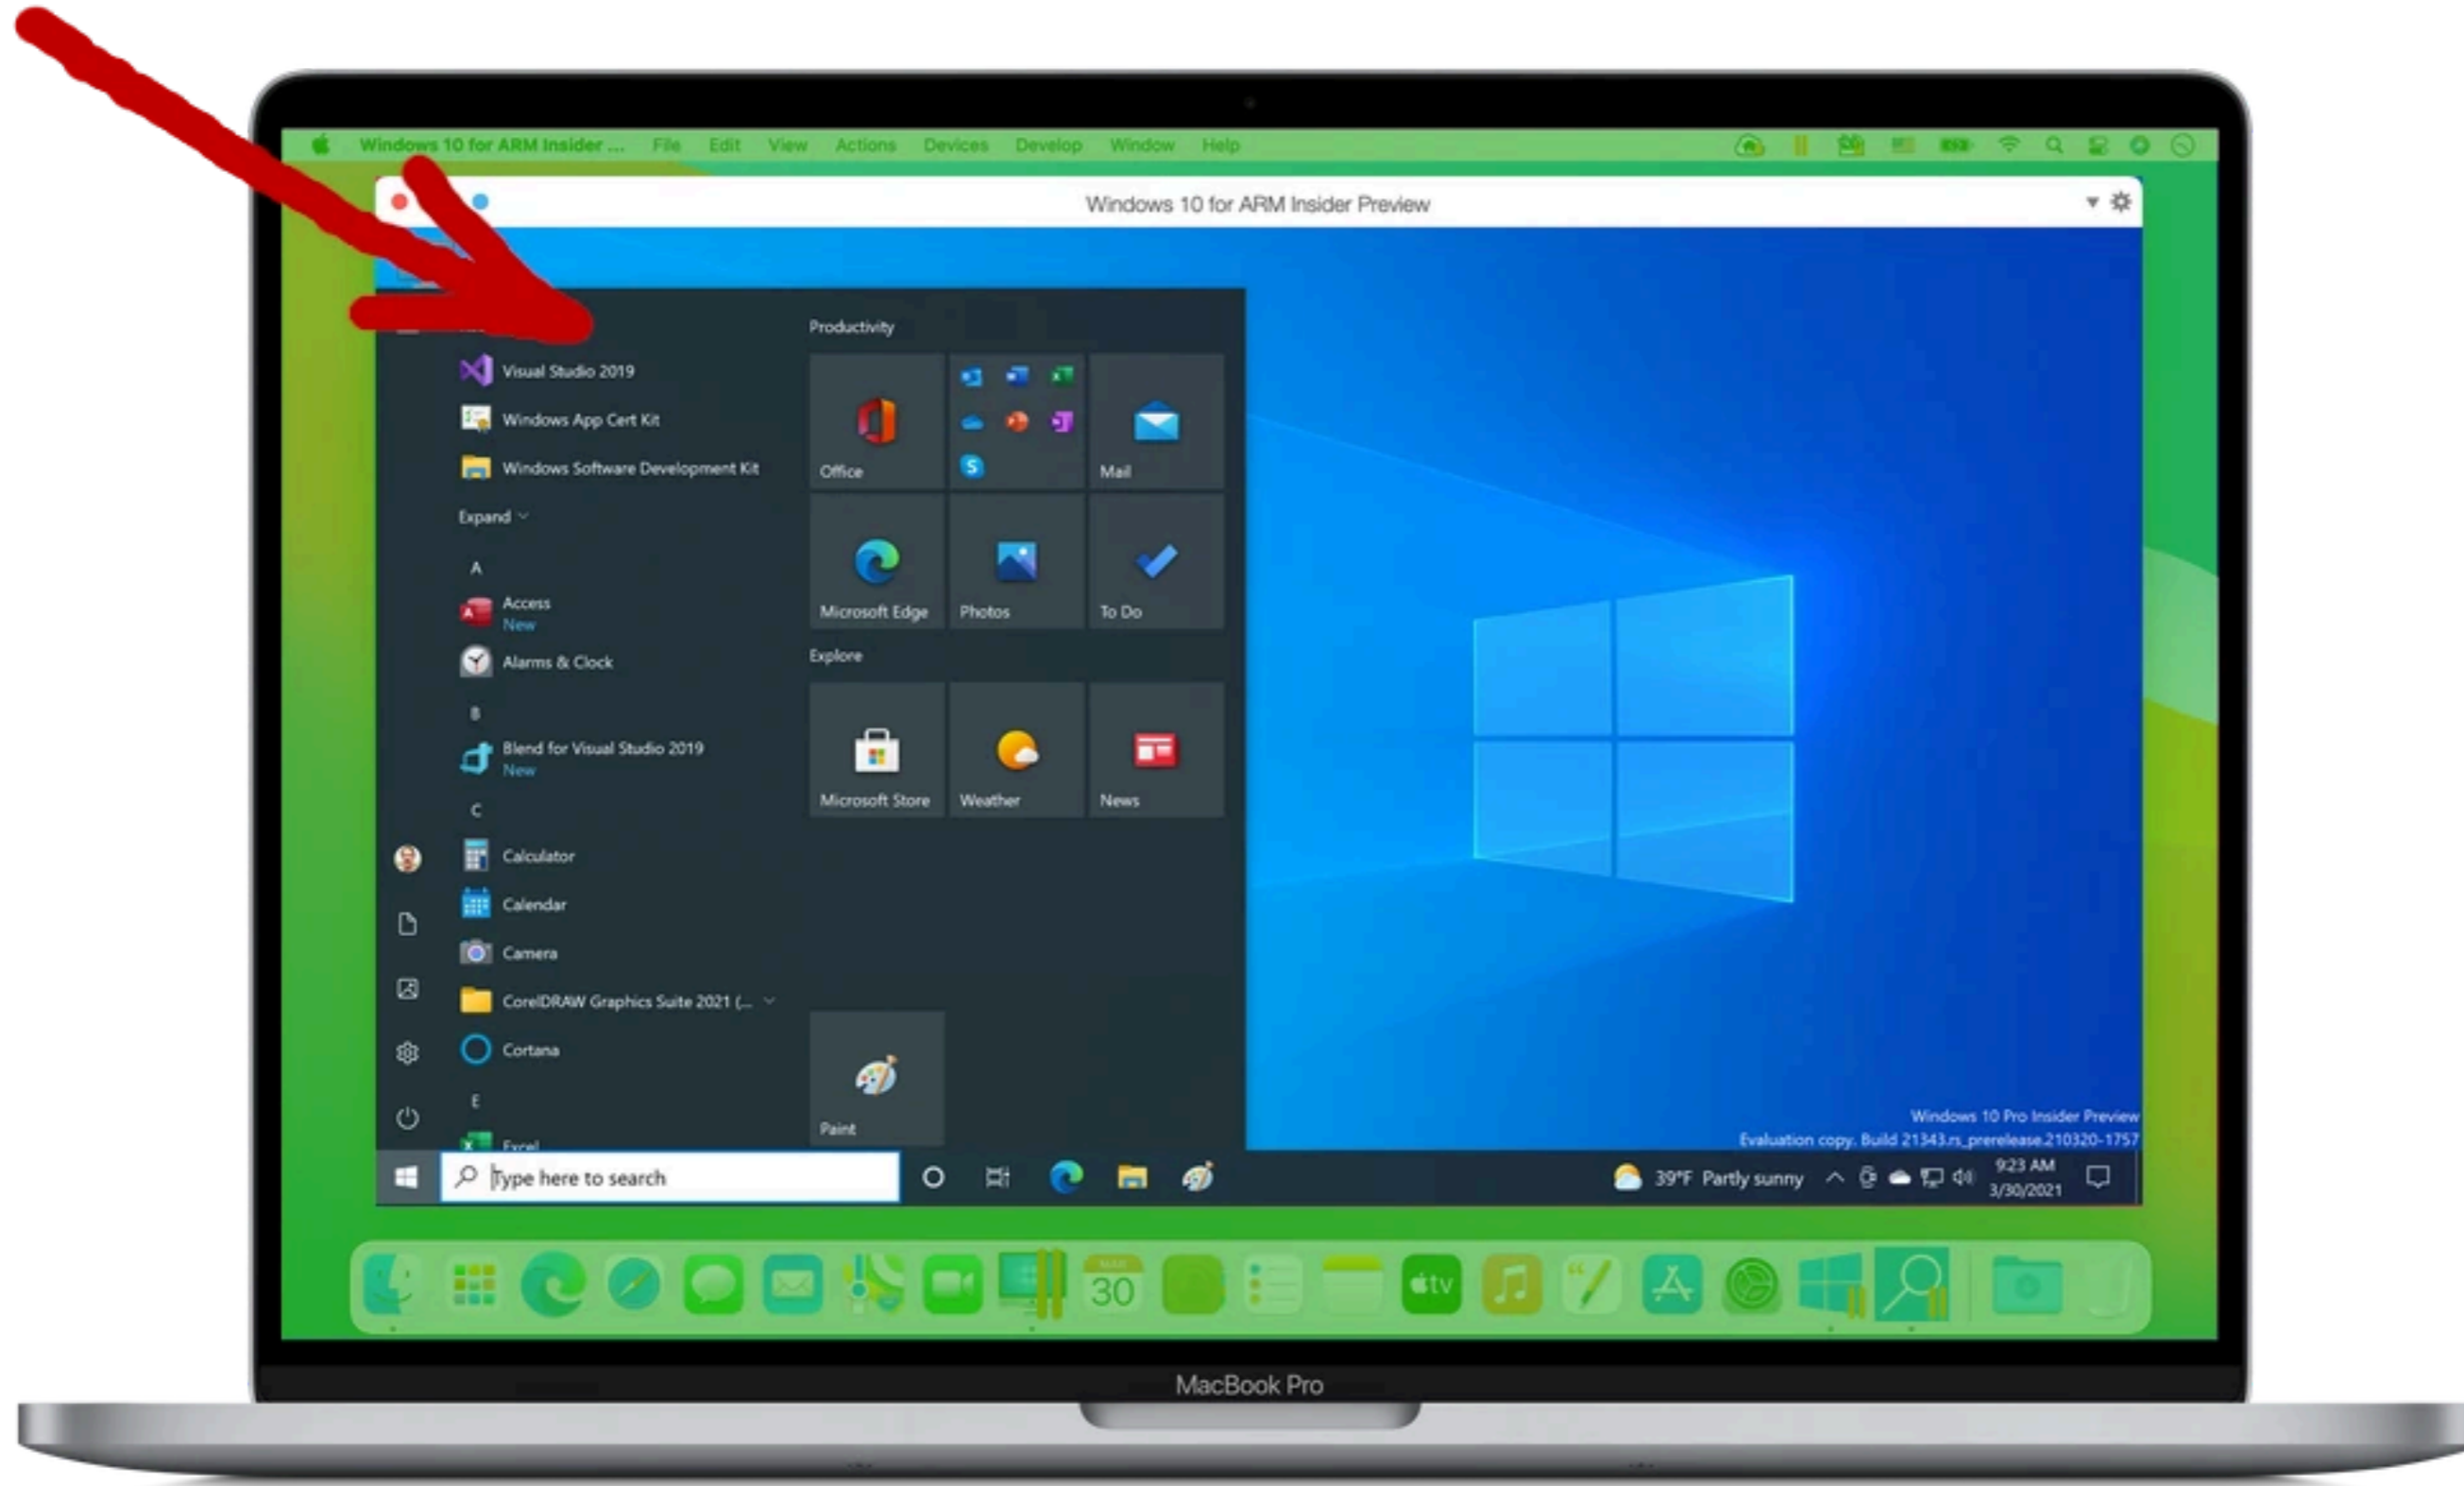 Windows 10 for ARM Insider ... File Edit View Actions Devices Develop Window Help
Windows 10 for ARM Insider Preview
Productivity
Visual Studio 2019
Windows App Cert Kit
Windows Software Development Kit
Expand
A
Access
New
Alarms & Clock
B
Blend for Visual Studio 2019
New
C
Calculator
Calendar
Camera
CorelDRAW Graphics Suite 2021 (...
Cortana
E
Excel
Office
Mail
Microsoft Edge
Photos
To Do
Explore
Microsoft Store
Weather
News
Paint
Windows 10 Pro Insider Preview
Evaluation copy. Build 21343.rs_prerelease.210320-1757
Type here to search
39°F Partly sunny
9:23 AM
3/30/2021
MAR
30
tv
MacBook Pro